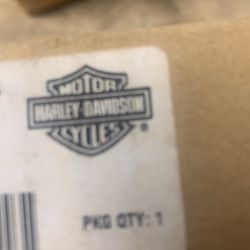 MOTOR
HARLEY-DAVIDSON
CYCLES
®
PKG QTY: 1